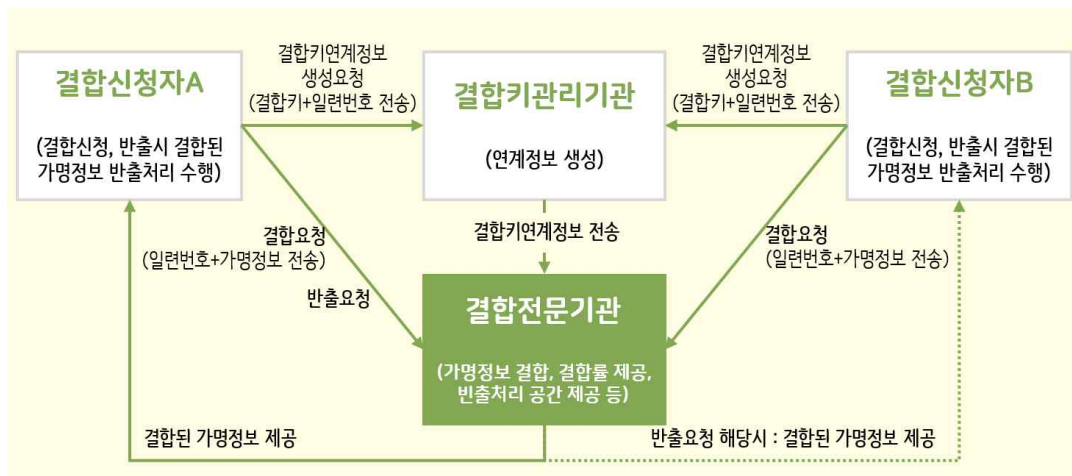 결합신청자A
(결합신청, 반출시 결합된
가명정보 반출처리 수행)
결합키연계정보
생성요청
(결합키+일련번호 전송)
결합키관리기관
(연계정보 생성)
결합키연계정보
생성요청
(결합키+일련번호 전송)
결합신청자B
(결합신청, 반출시 결합된
가명정보 반출처리 수행)
결합요청
(일련번호+가명정보 전송)
반출요청
결합키연계정보 전송
결합요청
(일련번호+가명정보 전송)
결합전문기관
(가명정보 결합, 결합률 제공,
반출처리 공간 제공 등)
결합된 가명정보 제공
반출요청 해당시 : 결합된 가명정보 제공